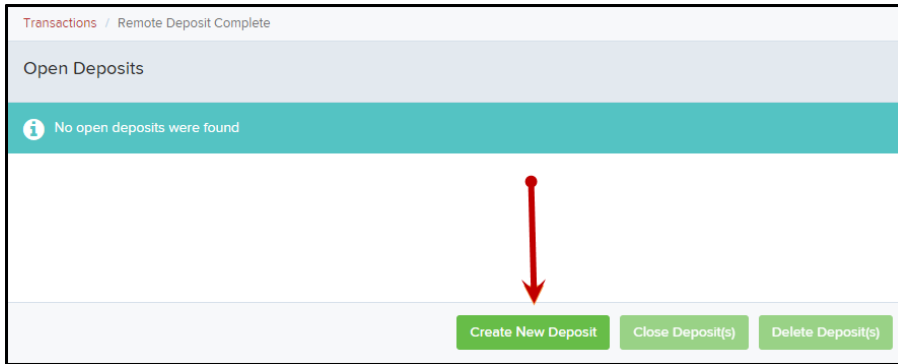 Transactions / Remote Deposit Complete
Open Deposits
No open deposits were found
Create New Deposit Close Deposit(s) Delete Deposit(s)